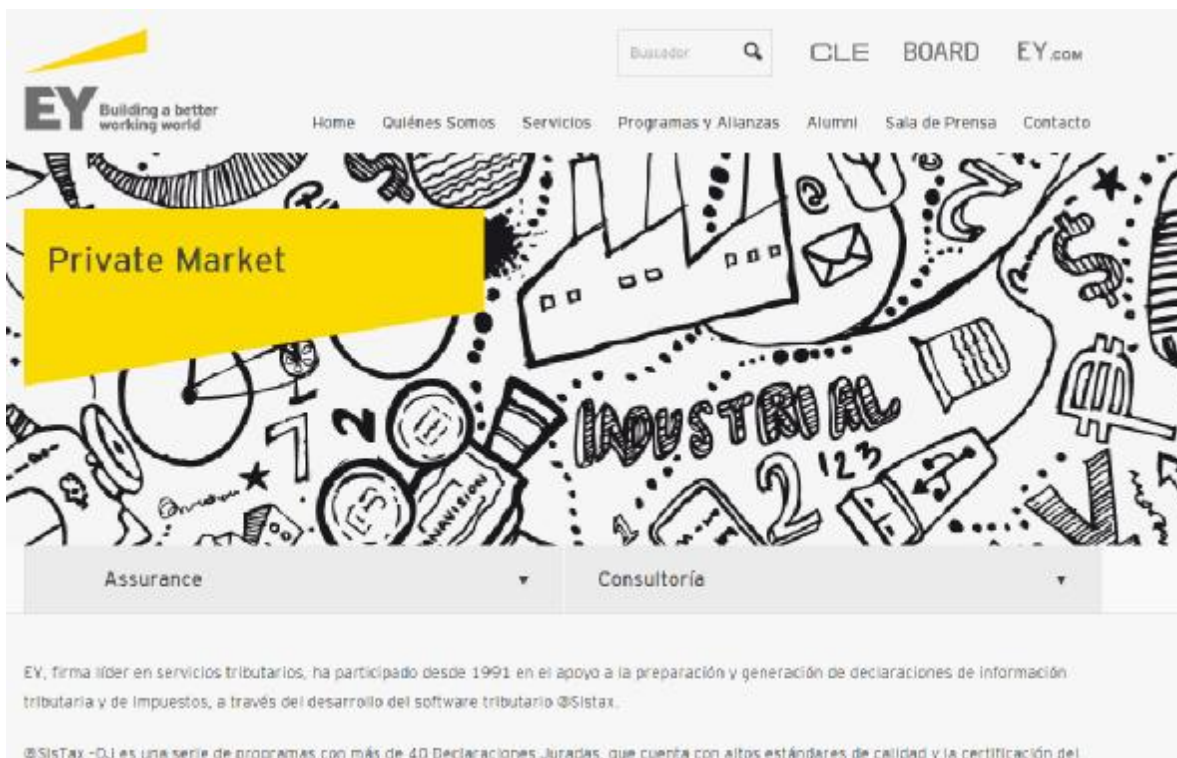 Buscador
CLE BOARD EY.COM
EY Building a better
working world
Home Quiénes Somos Servicios Programas y Alianzas Alumni Sala de Prensa Contacto
Private Market
INDUSTRIAL
2
1
2
123
PANAVISION
Assurance ▼ Consultoría ▼
EY, firma líder en servicios tributarios, ha participado desde 1991 en el apoyo a la preparación y generación de declaraciones de información
tributaria y de Impuestos, a través del desarrollo del software tributario @Sistax.
@SisTax -DJ es una serie de programas con más de 40 Declaraciones Juradas, que cuenta con altos estándares de calidad y la certificación del